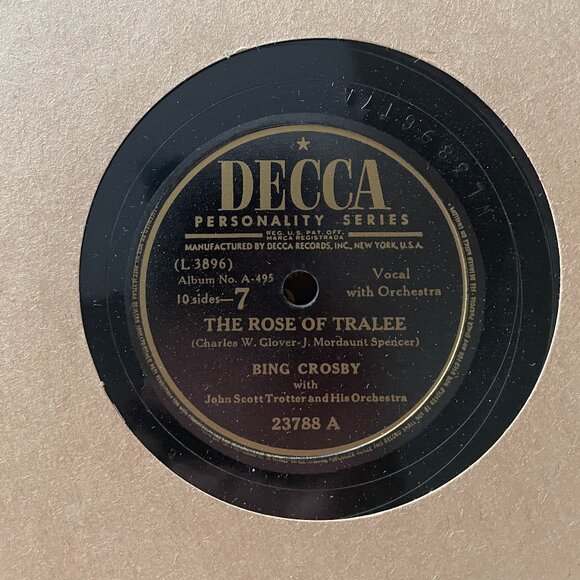 DECCA
PERSONALITY SERIES
REG. U.S. PAT. OFF.
MARCA REGISTRADA
MANUFACTURED BY DECCA RECORDS, INC., NEW YORK, U.S.A.
(L 3896)
Album No. A-495
10 sides—7
Vocal
with Orchestra
THE ROSE OF TRALEE
(Charles W. Glover-J. Mordaunt Spencer)
BING CROSBY
with
John Scott Trotter and His Orchestra
23788 A